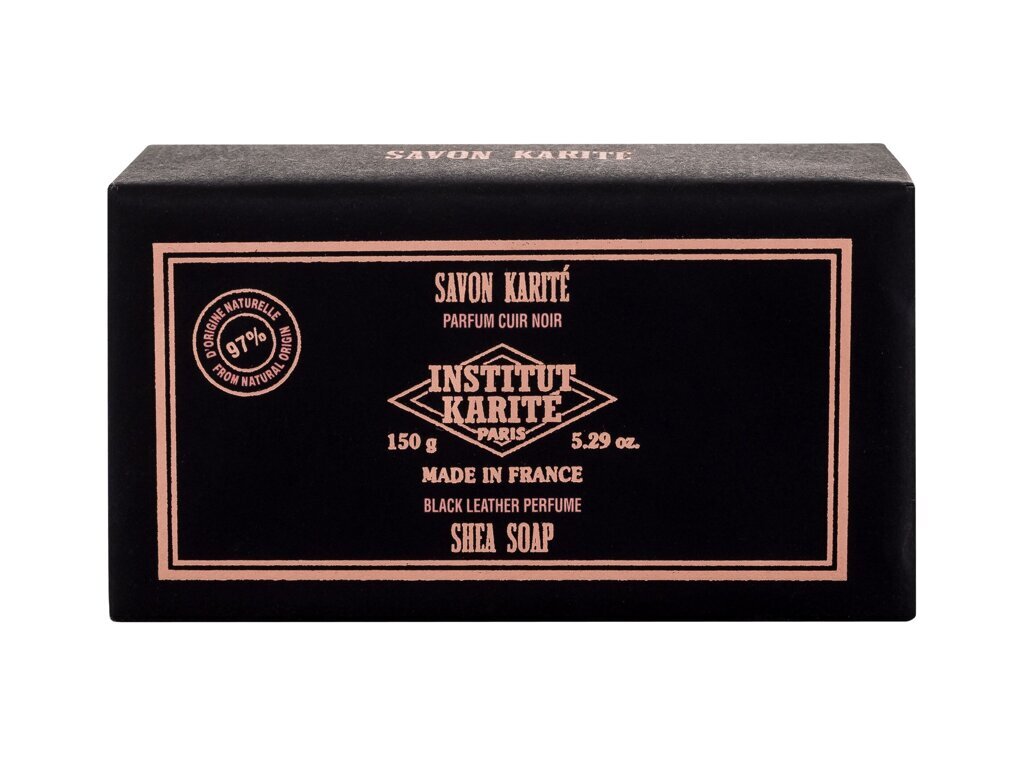 SAVON KARITÉ
SAVON KARITÉ
PARFUM CUIR NOIR
D'ORIGINE NATURELLE
97%
FROM NATURAL ORIGIN
INSTITUT
KARITÉ
PARIS
150 g 5.29 oz.
MADE IN FRANCE
BLACK LEATHER PERFUME
SHEA SOAP